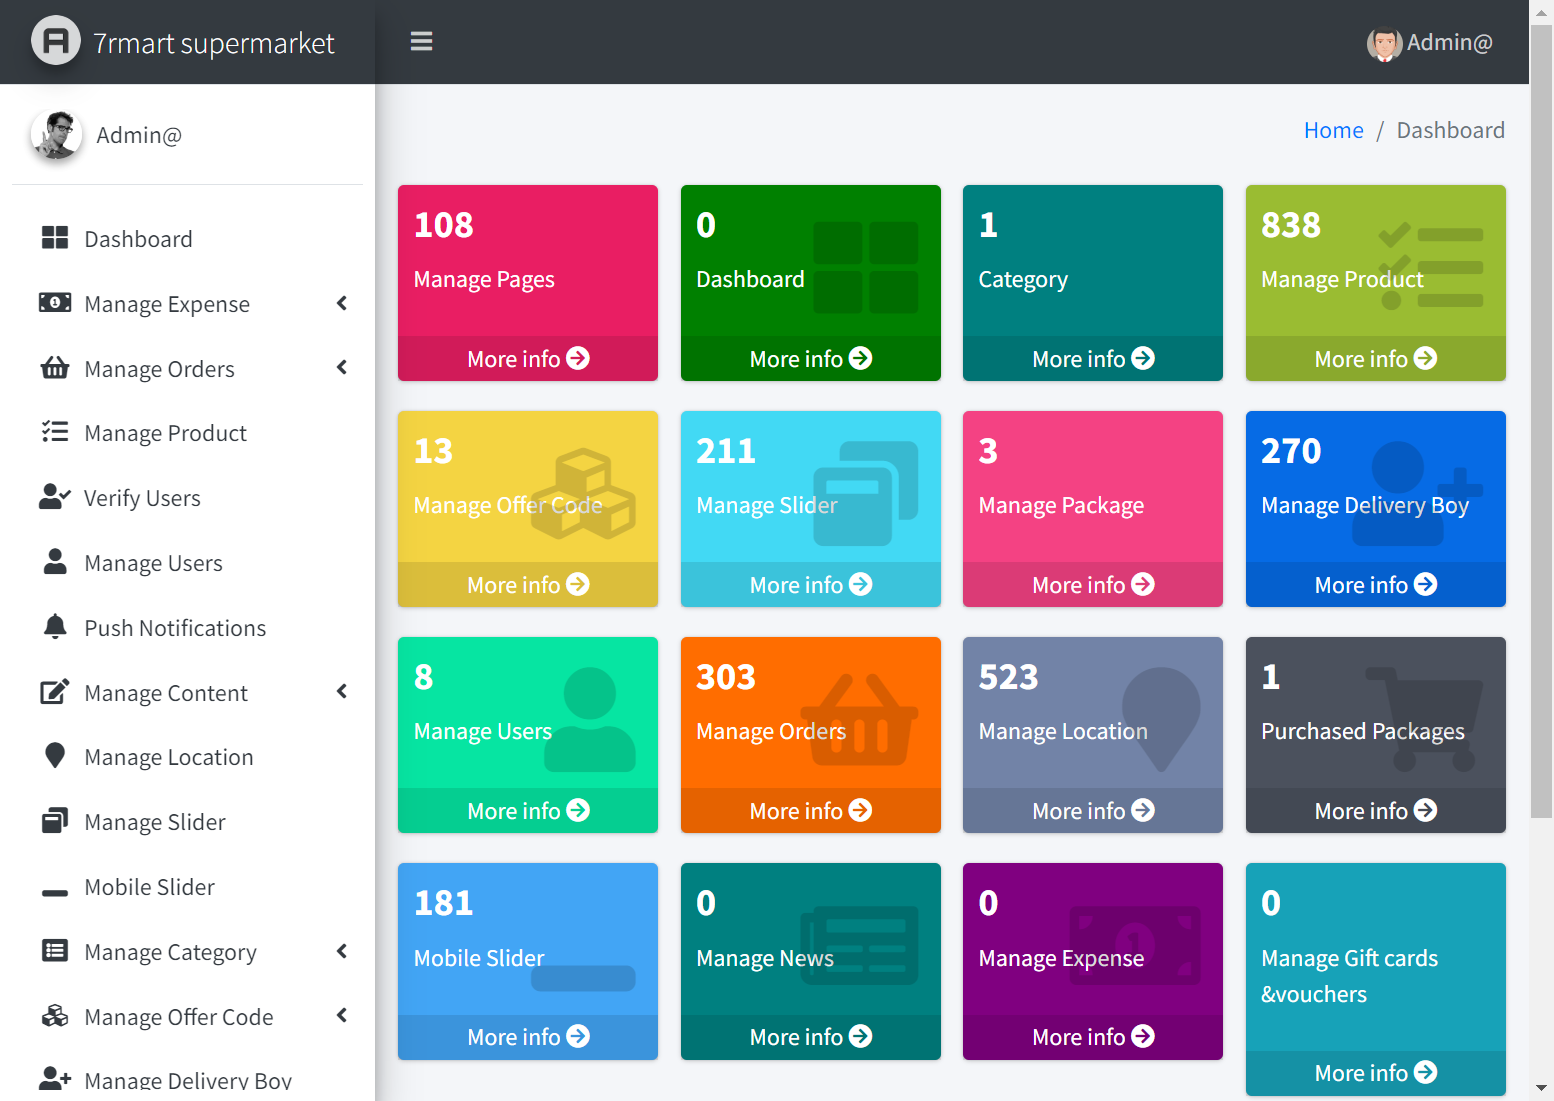 7rmart supermarket
Admin@
Admin@
Home / Dashboard
Dashboard
Manage Expense
Manage Orders
Manage Product
Verify Users
Manage Users
Push Notifications
Manage Content
Manage Location
Manage Slider
Mobile Slider
Manage Category
Manage Offer Code
Manage Delivery Boy
108
Manage Pages
More info
0
Dashboard
More info
1
Category
More info
838
Manage Product
More info
13
Manage Offer Code
More info
211
Manage Slider
More info
3
Manage Package
More info
270
Manage Delivery Boy
More info
8
Manage Users
More info
303
Manage Orders
More info
523
Manage Location
More info
1
Purchased Packages
More info
181
Mobile Slider
More info
0
Manage News
More info
0
Manage Expense
More info
0
Manage Gift cards
&vouchers
More info